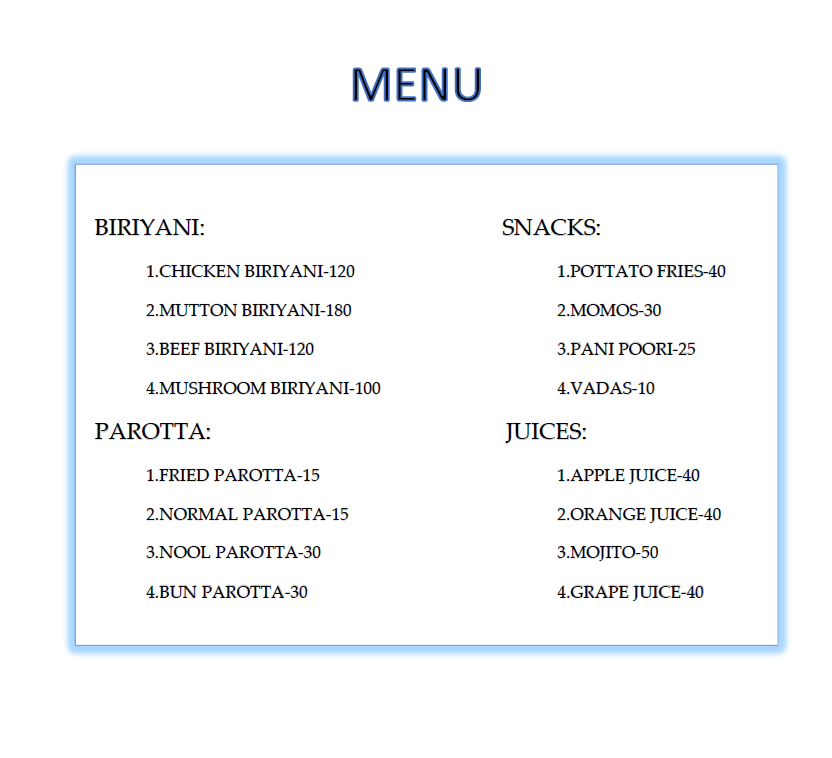 MENU
BIRIYANI:
1.CHICKEN BIRIYANI-120
2.MUTTON BIRIYANI-180
3.BEEF BIRIYANI-120
4.MUSHROOM BIRIYANI-100
PAROTTA:
1.FRIED PAROTTA-15
2.NORMAL PAROTTA-15
3.NOOL PAROTTA-30
4.BUN PAROTTA-30
SNACKS:
1.POTTATO FRIES-40
2.MOMOS-30
3.PANI POORI-25
4.VADAS-10
JUICES:
1.APPLE JUICE-40
2.ORANGE JUICE-40
3.MOJITO-50
4.GRAPE JUICE-40